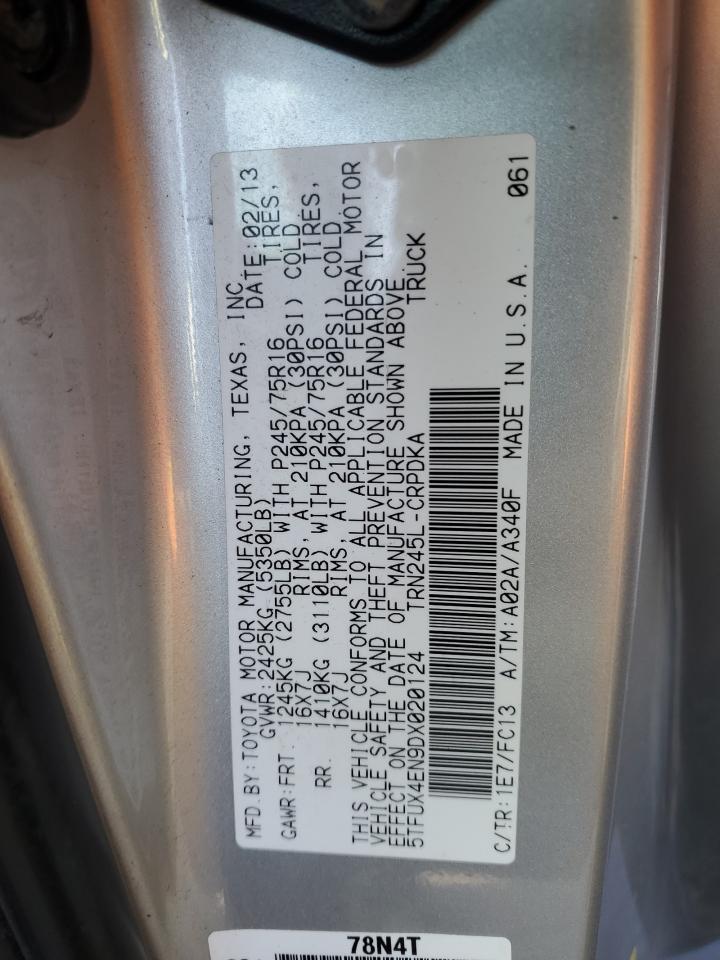 MFD.BY:TOYOTA MOTOR MANUFACTURING, TEXAS, INC.
GVWR:2425KG (5350LB) DATE:02/13
GAWR:FRT. 1245KG (2755LB) WITH P245/75R16 TIRES,
16X7J RIMS, AT 210KPA (30PSI) COLD.
RR. 1410KG (3110LB) WITH P245/75R16 TIRES,
16X7J RIMS, AT 210KPA (30PSI) COLD.
THIS VEHICLE CONFORMS TO ALL APPLICABLE FEDERAL MOTOR
VEHICLE SAFETY AND THEFT PREVENTION STANDARDS IN
EFFECT ON THE DATE OF MANUFACTURE SHOWN ABOVE.
5TFUX4EN9DX020124 TRN245L-CRPDKA TRUCK
C/TR:1E7/FC13 A/TM:A02A/A340F MADE IN U.S.A. 061
78N4T